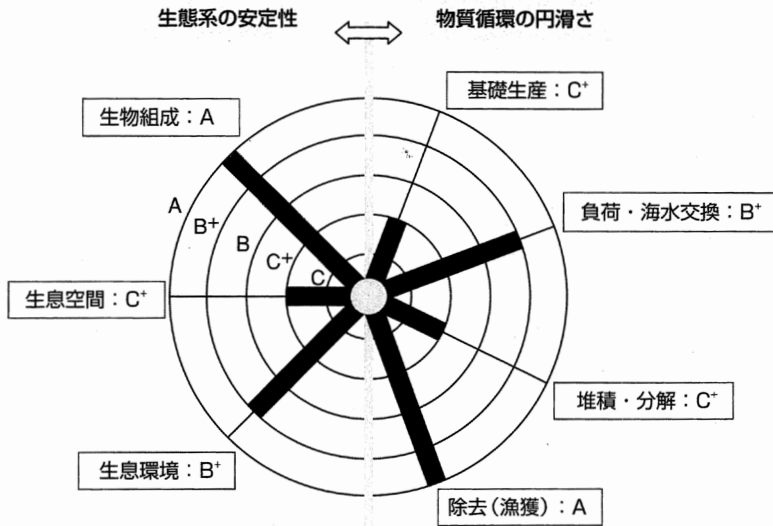 生態系の安定性
物質循環の円滑さ
基礎生産：C⁺
生物組成：A
負荷・海水交換：B⁺
A
B+
B
C+
C
生息空間：C⁺
堆積・分解：C⁺
生息環境：B⁺
除去（漁獲）：A